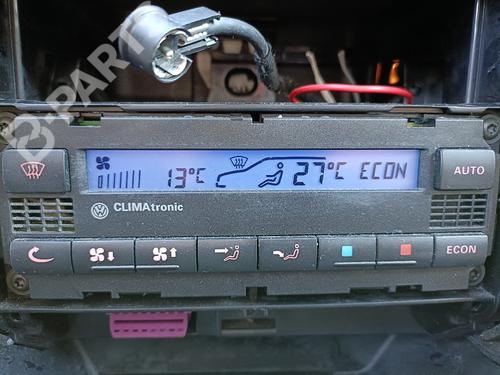 B-PARTS
13°C 27°C ECON
AUTO
CLIMAtronic
ECON